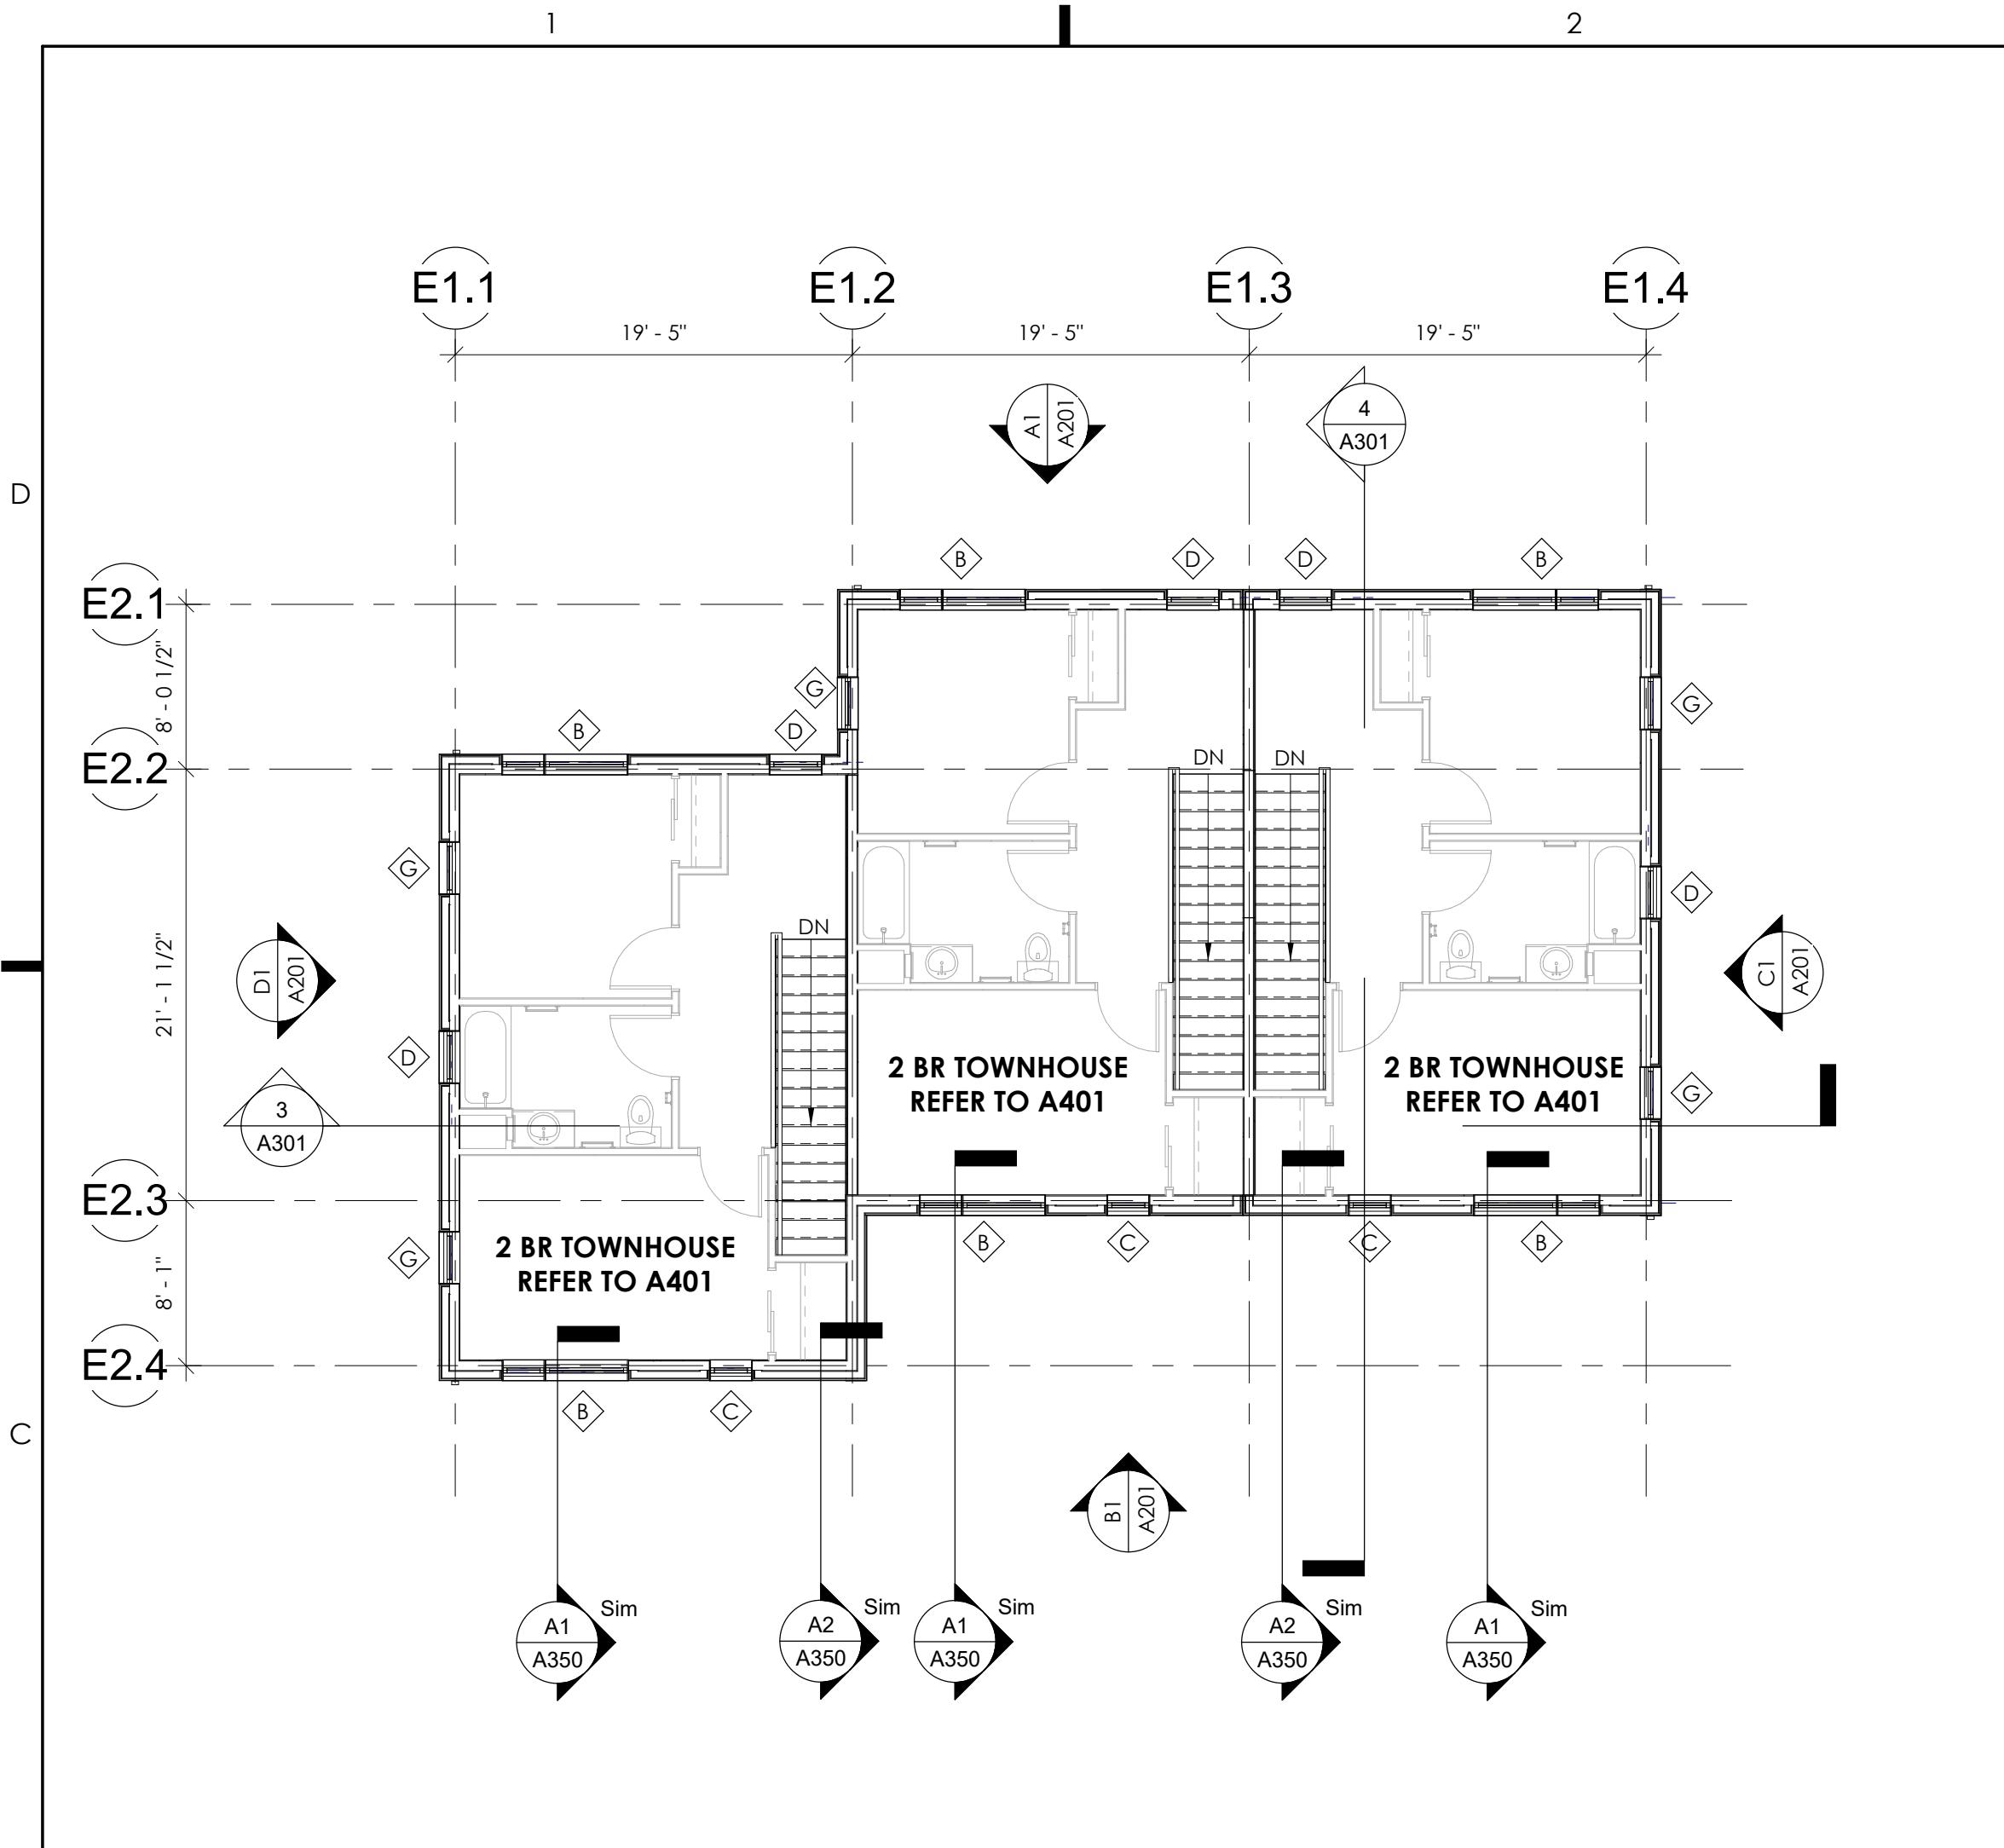 1
2
E1.1
E1.2
E1.3
E1.4
19' - 5"
19' - 5"
19' - 5"
A1
A201
4
A301
D
B
D
D
B
E2.1
8' - 0 1/2"
G
G
B
D
E2.2
DN
DN
G
D
DN
21' - 1 1/2"
D1
A201
C1
A201
D
2 BR TOWNHOUSE
REFER TO A401
2 BR TOWNHOUSE
REFER TO A401
G
3
A301
E2.3
B
C
C
B
G
2 BR TOWNHOUSE
REFER TO A401
8' - 1"
E2.4
B
C
C
B1
A201
A1
A350
Sim
A2
A350
Sim
A1
A350
Sim
A2
A350
Sim
A1
A350
Sim